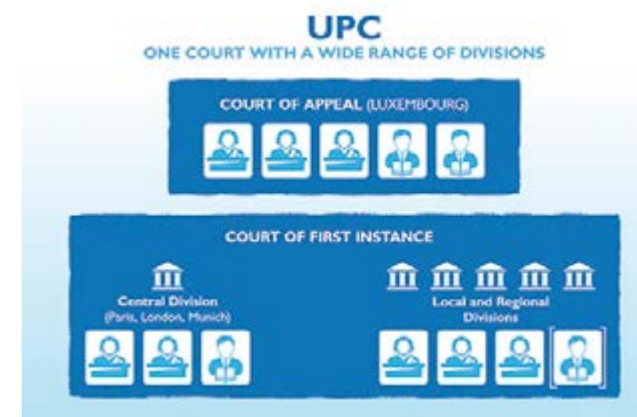 UPC
ONE COURT WITH A WIDE RANGE OF DIVISIONS
COURT OF APPEAL (LUXEMBOURG)
COURT OF FIRST INSTANCE
Central Division
(Paris, London, Munich)
Local and Regional
Divisions